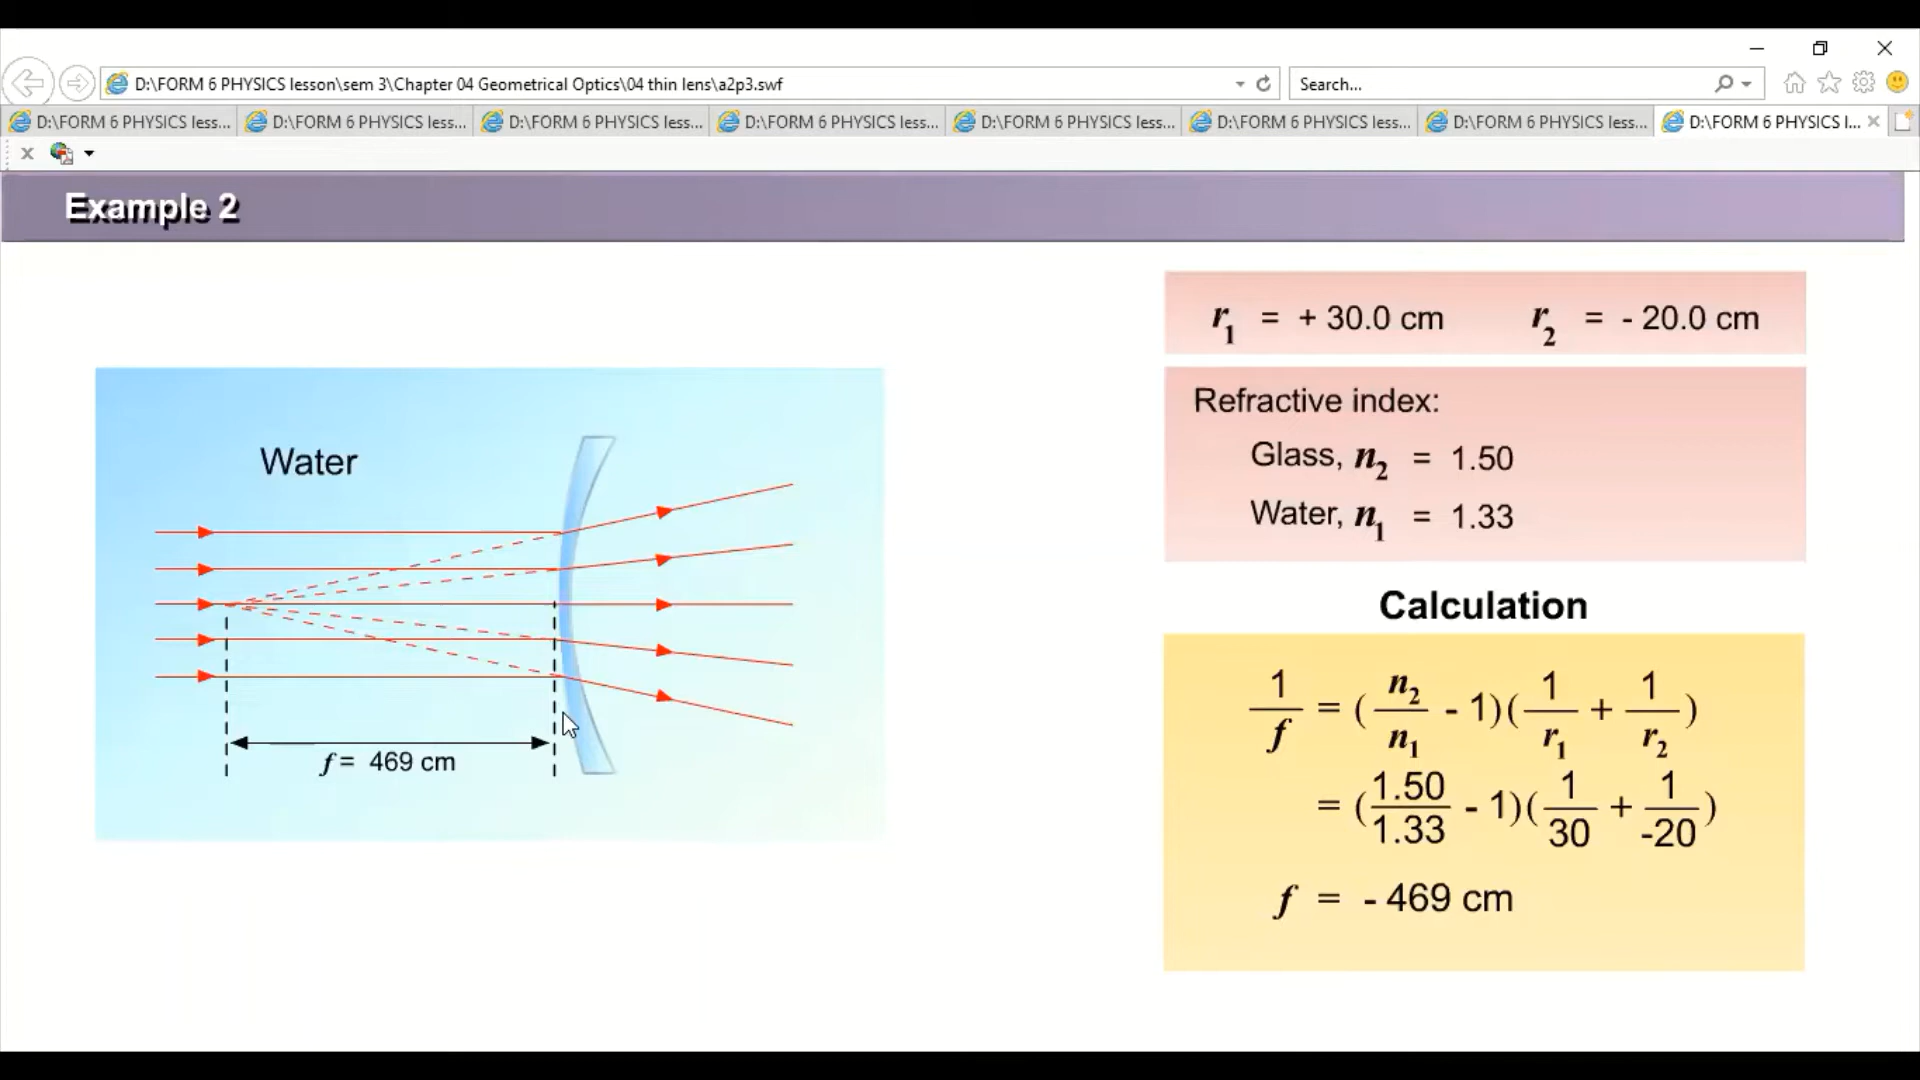 D:\FORM 6 PHYSICS lesson\sem 3\Chapter 04 Geometrical Optics\04 thin lens\a2p3.swf
Search...
D:\FORM 6 PHYSICS less...
D:\FORM 6 PHYSICS less...
D:\FORM 6 PHYSICS less...
D:\FORM 6 PHYSICS less...
D:\FORM 6 PHYSICS less...
D:\FORM 6 PHYSICS less...
D:\FORM 6 PHYSICS less...
D:\FORM 6 PHYSICS l...
Example 2
Water
f = 469 cm
r₁ = + 30.0 cm r₂ = - 20.0 cm
Refractive index:
Glass, n₂ = 1.50
Water, n₁ = 1.33
Calculation
1/f = (n₂/n₁ - 1)(1/r₁ + 1/r₂)
= (1.50/1.33 - 1)(1/30 + 1/-20)
f = - 469 cm